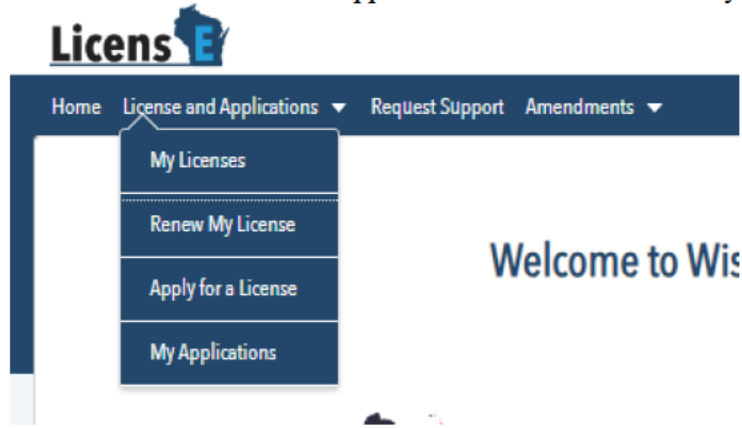 LicensE
Home License and Applications Request Support Amendments
My Licenses
Renew My License
Apply for a License
My Applications
Welcome to Wis